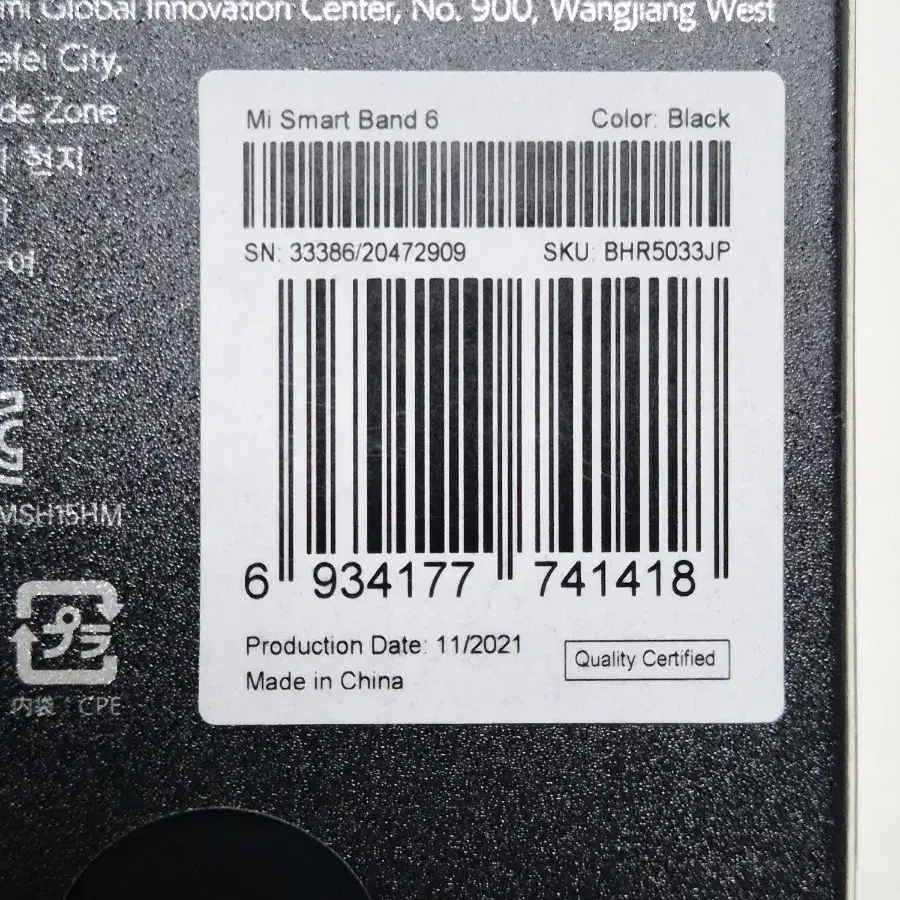 mi Global Innovation Center, No. 900, Wangjiang West
efei City,
de Zone
현지
어
MSH15HM
プラ
内袋 : CPE
Mi Smart Band 6
Color: Black
SN: 33386/20472909
SKU: BHR5033JP
6 934177 741418
Production Date: 11/2021
Quality Certified
Made in China